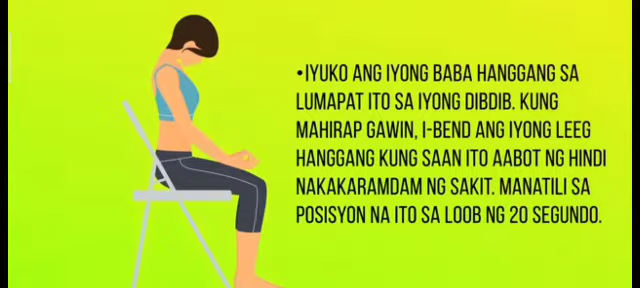 •IYUKO ANG IYONG BABA HANGGANG SA
LUMAPAT ITO SA IYONG DIBDIB. KUNG
MAHIRAP GAWIN, I-BEND ANG IYONG LEEG
HANGGANG KUNG SAAN ITO AABOT NG HINDI
NAKAKARAMDAM NG SAKIT. MANATILI SA
POSISYON NA ITO SA LOOB NG 20 SEGUNDO.